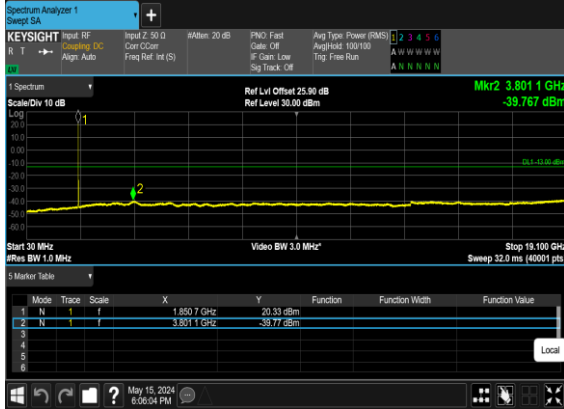 Spectrum Analyzer 1
Swept SA
+
KEYSIGHT Input: RF Input Z: 50 Ω #Atten: 20 dB PNO: Fast Avg Type: Power (RMS) 1 2 3 4 5 6
R T Coupling: DC Corr CCorr Gate: Off Avg|Hold: 100/100 A W W W W W
Align: Auto Freq Ref: Int (S) IF Gain: Low Trig: Free Run
Sig Track: Off A N N N N N
1 Spectrum Ref Lvl Offset 25.90 dB Mkr2 3.801 1 GHz
Scale/Div 10 dB Ref Level 30.00 dBm -39.767 dBm
Log
20.0
10.0
0.00
-10.0
-20.0
-30.0
-40.0
-50.0
-60.0
1
2
DL1 -13.00 dBm
Start 30 MHz Video BW 3.0 MHz* Stop 19.100 GHz
#Res BW 1.0 MHz Sweep 32.0 ms (40001 pts)
5 Marker Table
Mode Trace Scale X Y Function Function Width Function Value
1 N 1 f 1.850 7 GHz 20.33 dBm
2 N 1 f 3.801 1 GHz -39.77 dBm
3
4
5
6
Local
May 15, 2024
6:06:04 PM